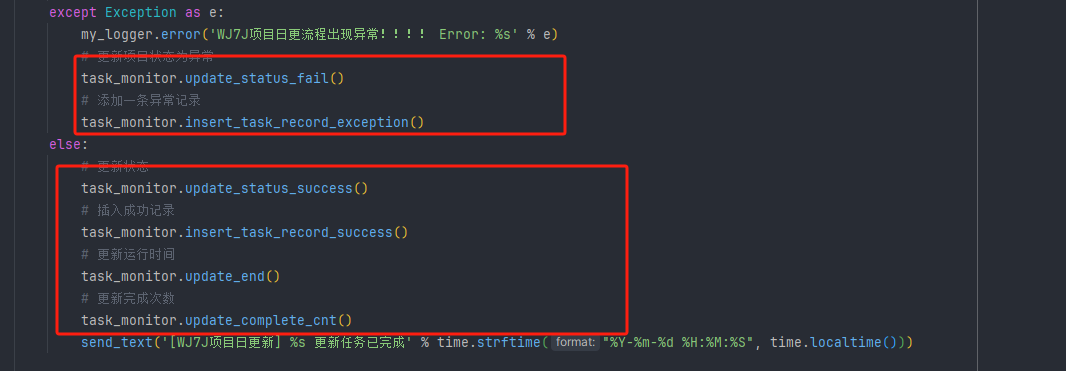 except Exception as e:
my_logger.error('WJ7J项目日更流程出现异常!!!! Error: %s' % e)
# 更新项目状态为异常
task_monitor.update_status_fail()
# 添加一条异常记录
task_monitor.insert_task_record_exception()
else:
# 更新状态
task_monitor.update_status_success()
# 插入成功记录
task_monitor.insert_task_record_success()
# 更新运行时间
task_monitor.update_end()
# 更新完成次数
task_monitor.update_complete_cnt()
send_text('[WJ7J项目日更新] %s 更新任务已完成' % time.strftime(format:"%Y-%m-%d %H:%M:%S", time.localtime()))